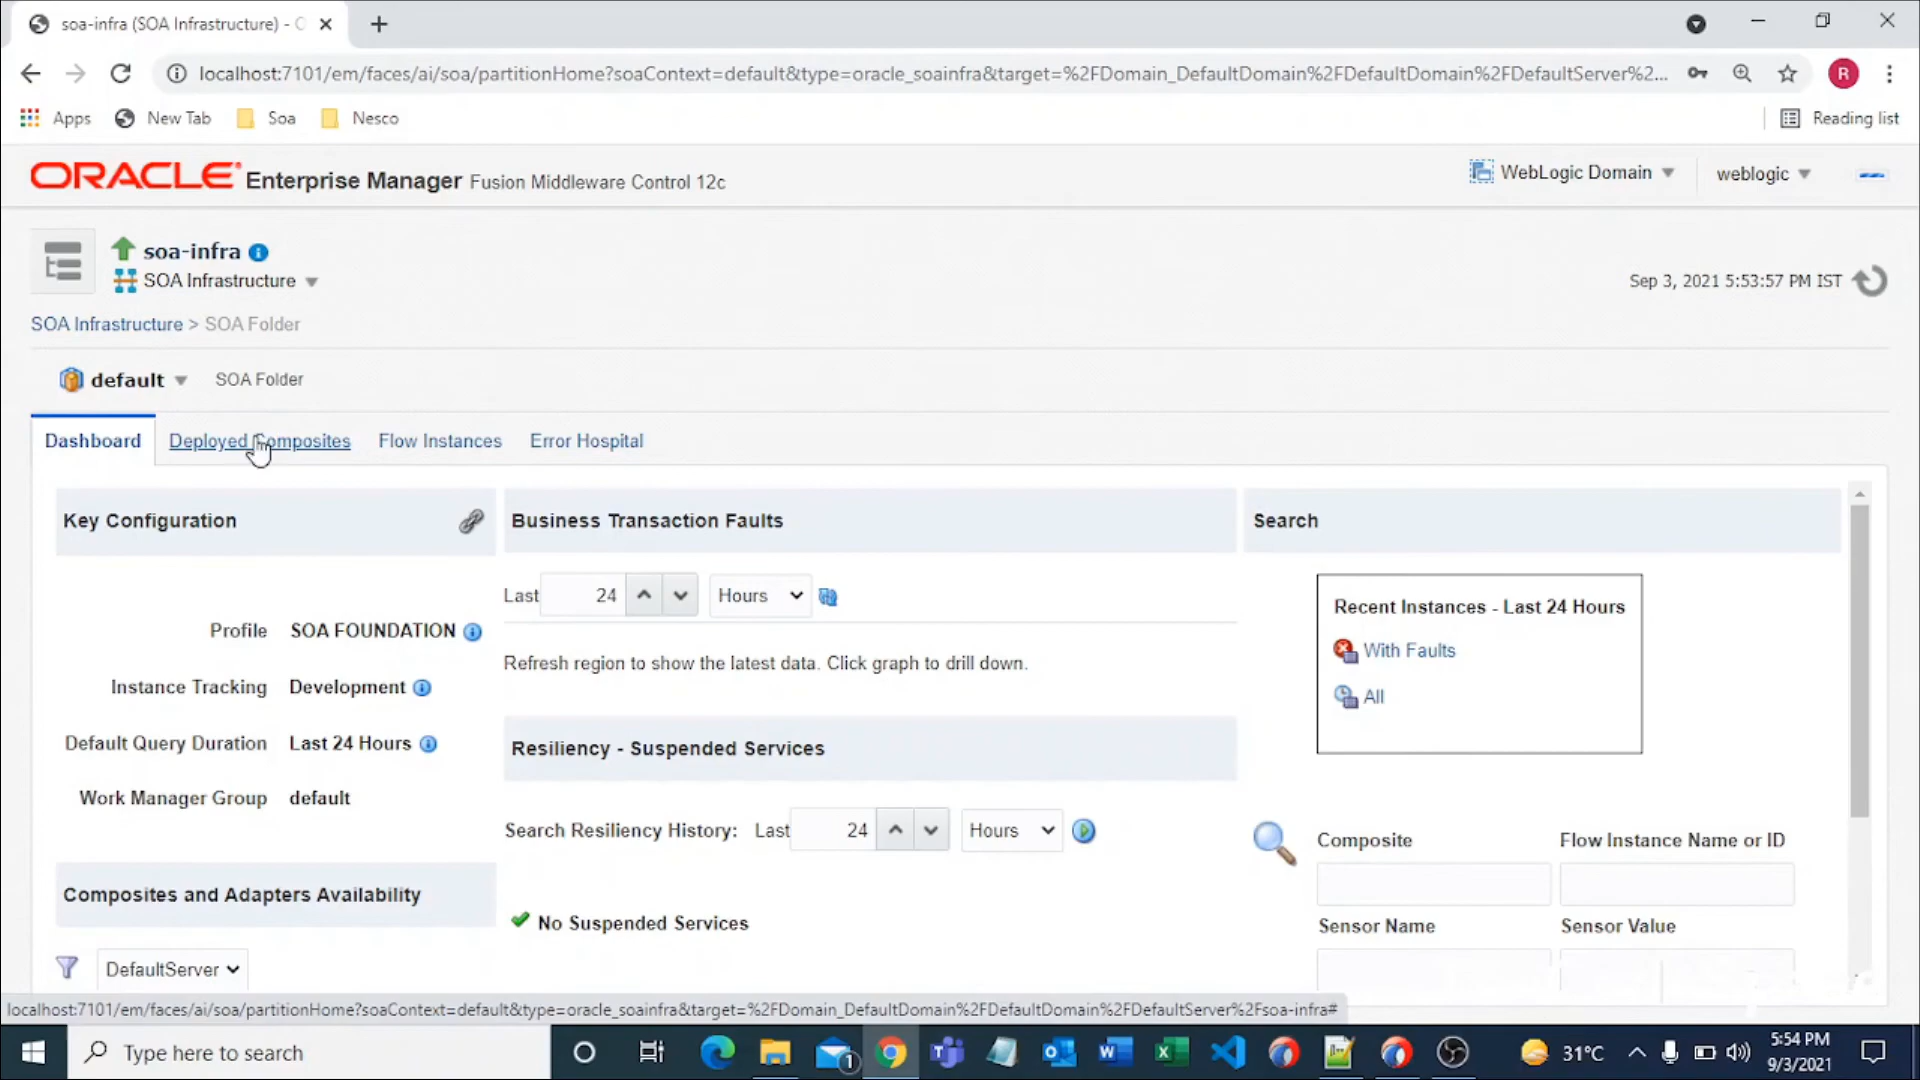 soa-infra (SOA Infrastructure) - O
localhost:7101/em/faces/ai/soa/partitionHome?soaContext=default&type=oracle_soainfra&target=%2FDomain_DefaultDomain%2FDefaultDomain%2FDefaultServer%2...
R
Apps New Tab Soa Nesco Reading list
ORACLE Enterprise Manager Fusion Middleware Control 12c
WebLogic Domain weblogic
soa-infra
SOA Infrastructure
Sep 3, 2021 5:53:57 PM IST
SOA Infrastructure > SOA Folder
default SOA Folder
Dashboard Deployed Composites Flow Instances Error Hospital
Key Configuration
Profile SOA FOUNDATION
Instance Tracking Development
Default Query Duration Last 24 Hours
Work Manager Group default
Composites and Adapters Availability
DefaultServer
Business Transaction Faults
Last 24 Hours
Refresh region to show the latest data. Click graph to drill down.
Resiliency - Suspended Services
Search Resiliency History: Last 24 Hours
No Suspended Services
Search
Recent Instances - Last 24 Hours
With Faults
All
Composite Flow Instance Name or ID
Sensor Name Sensor Value
localhost:7101/em/faces/ai/soa/partitionHome?soaContext=default&type=oracle_soainfra&target=%2FDomain_DefaultDomain%2FDefaultDomain%2FDefaultServer%2Fsoa-infra#
Type here to search
1
31°C
5:54 PM
9/3/2021